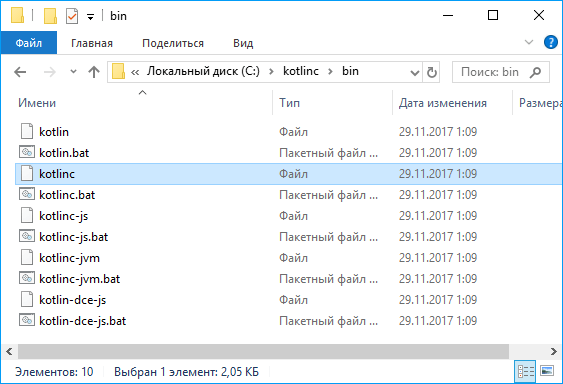 bin
Файл Главная Поделиться Вид
« Локальный диск (C:) › kotlinc › bin Поиск: bin
Имени Тип Дата изменения Размера
kotlin Файл 29.11.2017 1:09
kotlin.bat Пакетный файл ... 29.11.2017 1:09
kotlinc Файл 29.11.2017 1:09
kotlinc.bat Пакетный файл ... 29.11.2017 1:09
kotlinc-js Файл 29.11.2017 1:09
kotlinc-js.bat Пакетный файл ... 29.11.2017 1:09
kotlinc-jvm Файл 29.11.2017 1:09
kotlinc-jvm.bat Пакетный файл ... 29.11.2017 1:09
kotlin-dce-js Файл 29.11.2017 1:09
kotlin-dce-js.bat Пакетный файл ... 29.11.2017 1:09
Элементов: 10 Выбран 1 элемент: 2,05 КБ